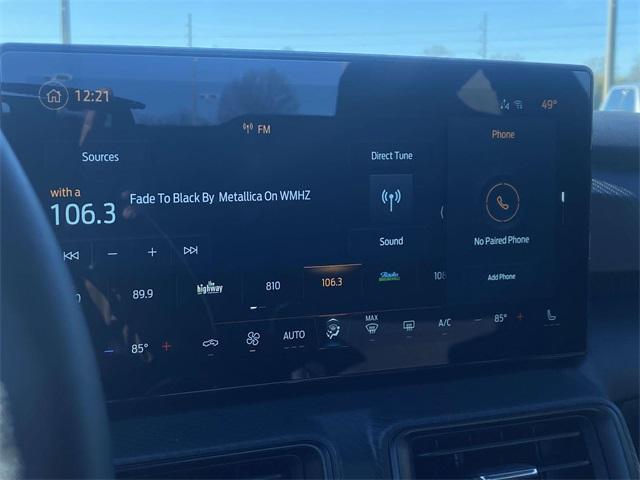 12:21
49°
FM
Phone
Sources
Direct Tune
with a
106.3
Fade To Black By Metallica On WMHZ
Sound
No Paired Phone
Add Phone
89.9
the highway
810
106.3
85°
AUTO
MAX
A/C
85°